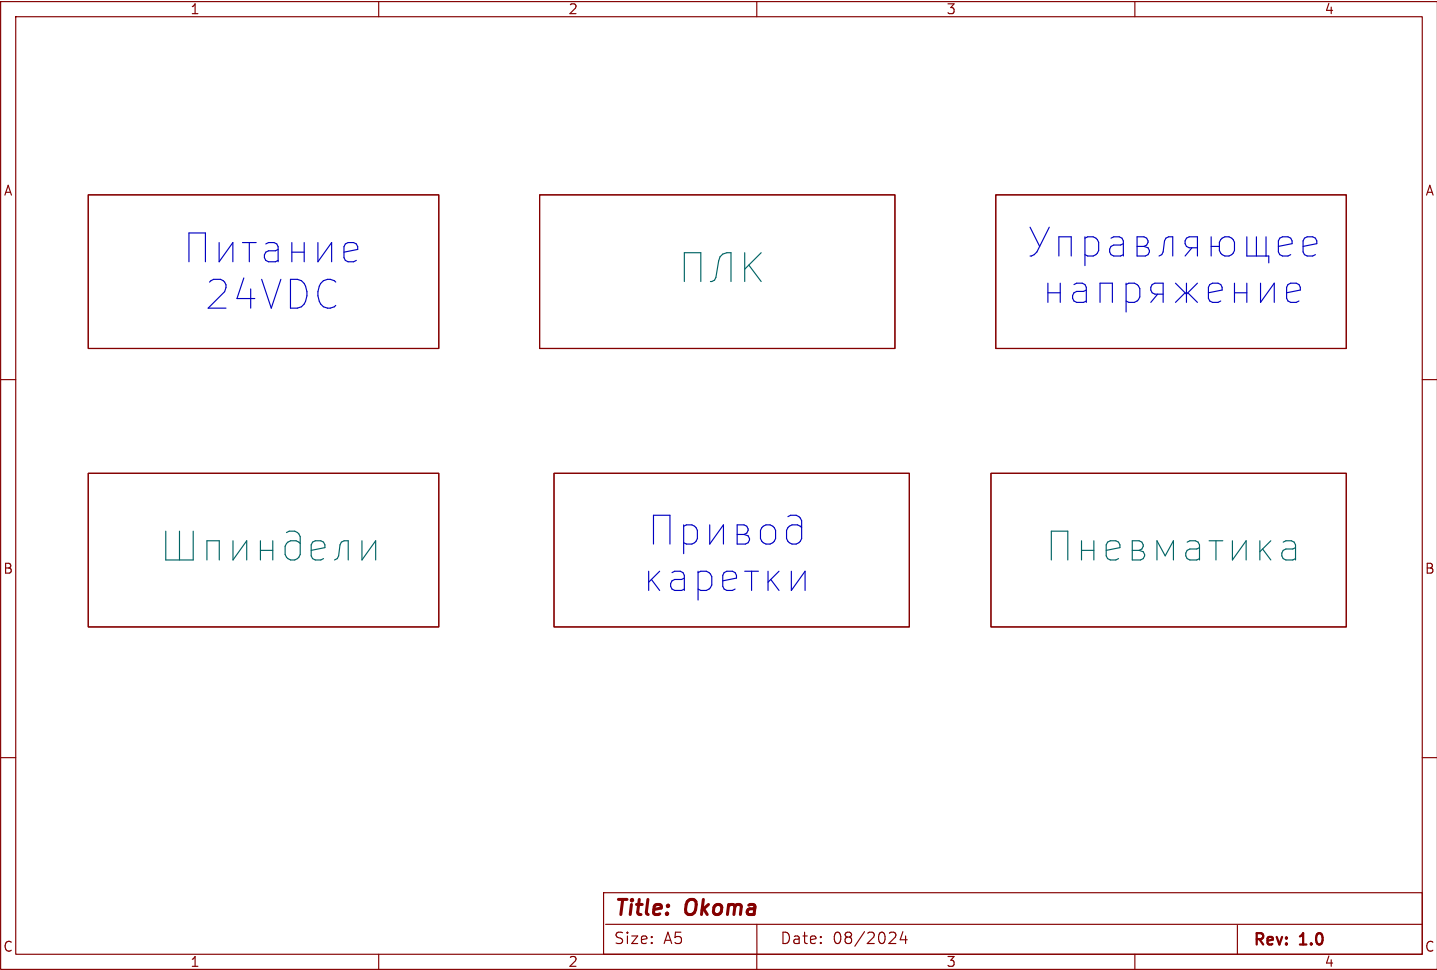 1 2 3 4
A A
Питание
24VDC
ПЛК
Управляющее
напряжение
B B
Шпиндели
Привод
каретки
Пневматика
Title: Okoma
Size: A5 Date: 08/2024 Rev: 1.0
C C
1 2 3 4